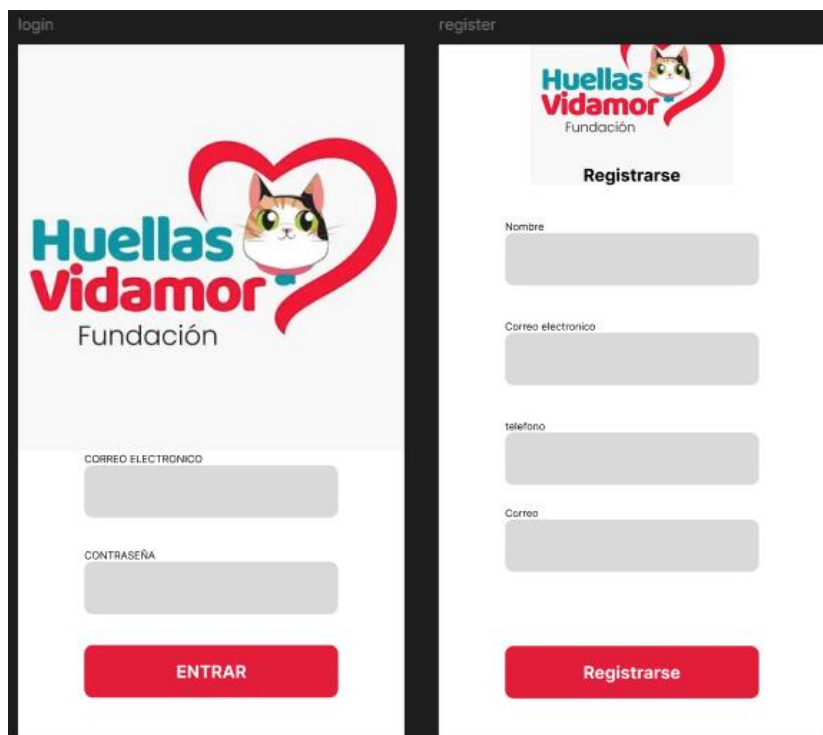 login
Huellas
Vidamor
Fundación
CORREO ELECTRONICO
CONTRASEÑA
ENTRAR
register
Huellas
Vidamor
Fundación
Registrarse
Nombre
Correo electronico
telefono
Correo
Registrarse